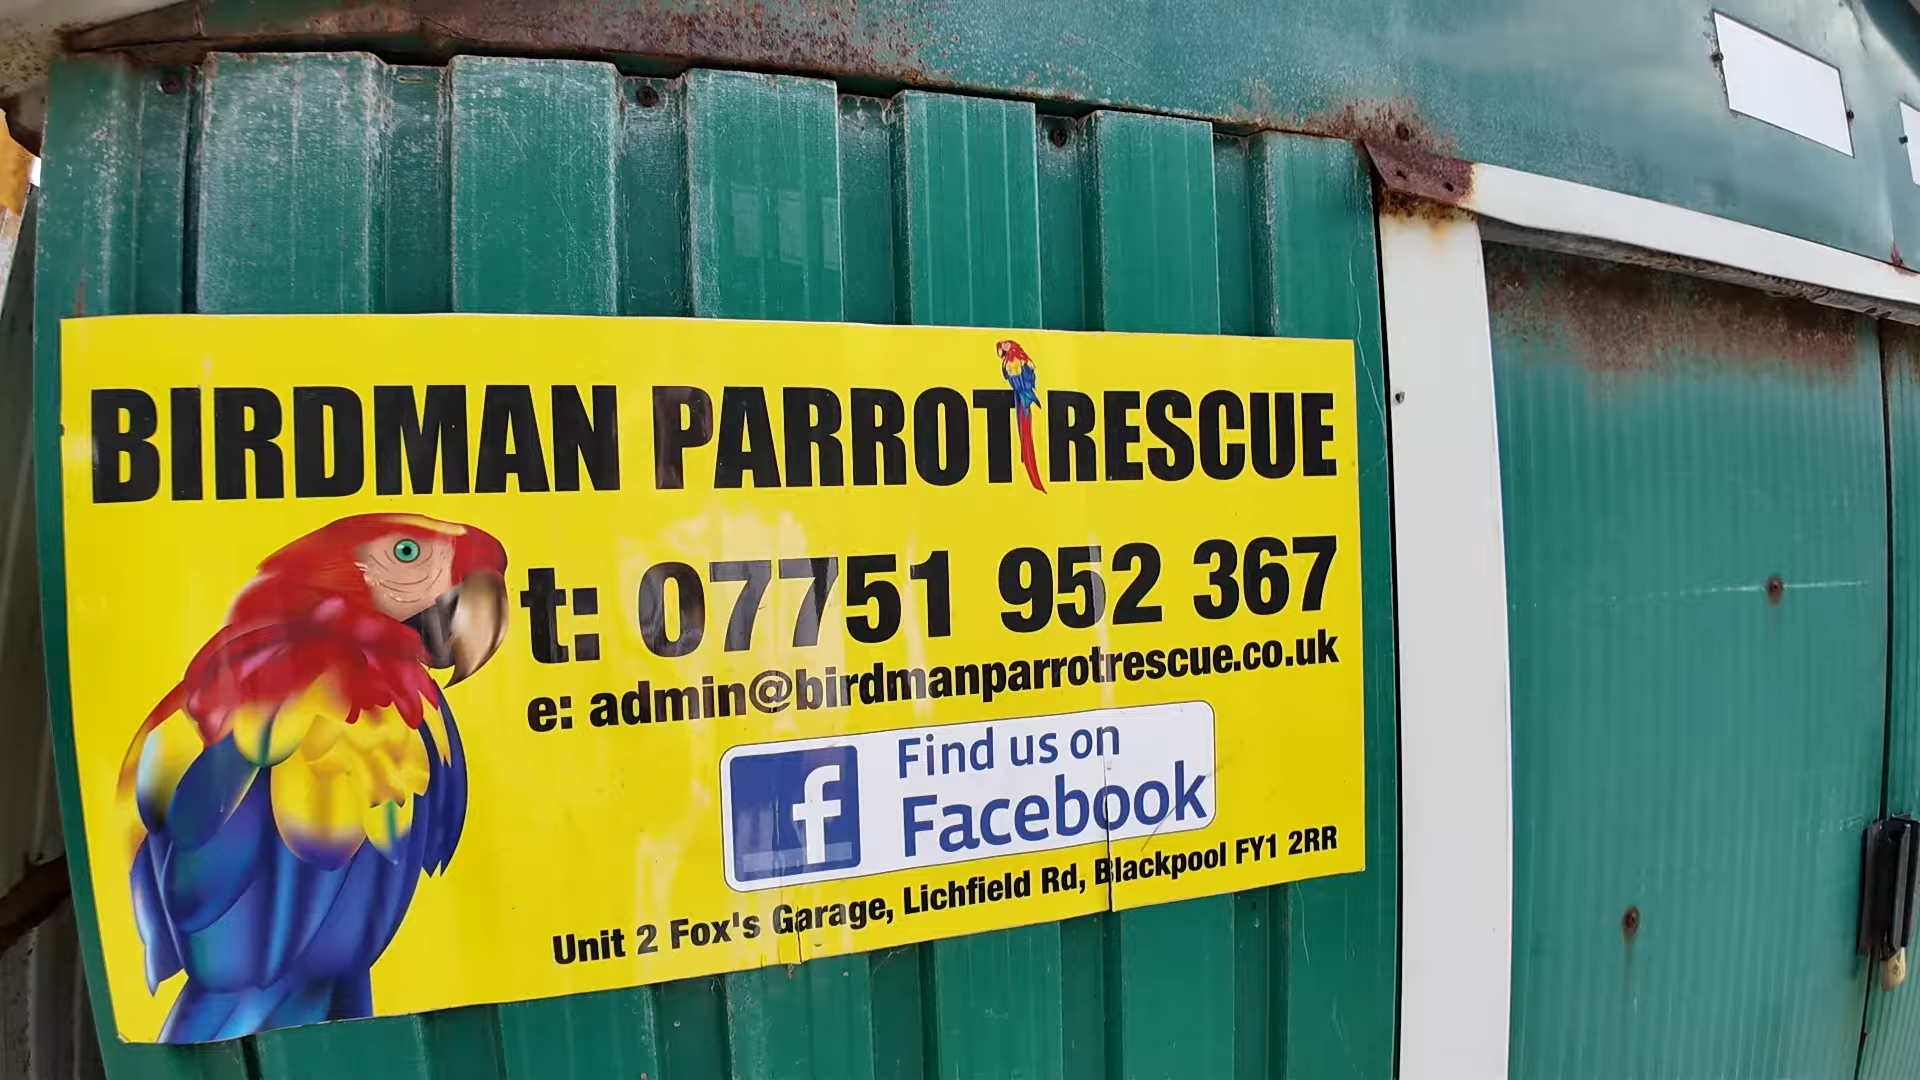 BIRDMAN PARROT RESCUE
t: 07751 952 367
e: admin@birdmanparrotrescue.co.uk
f Find us on
Facebook
Unit 2 Fox's Garage, Lichfield Rd, Blackpool FY1 2RR